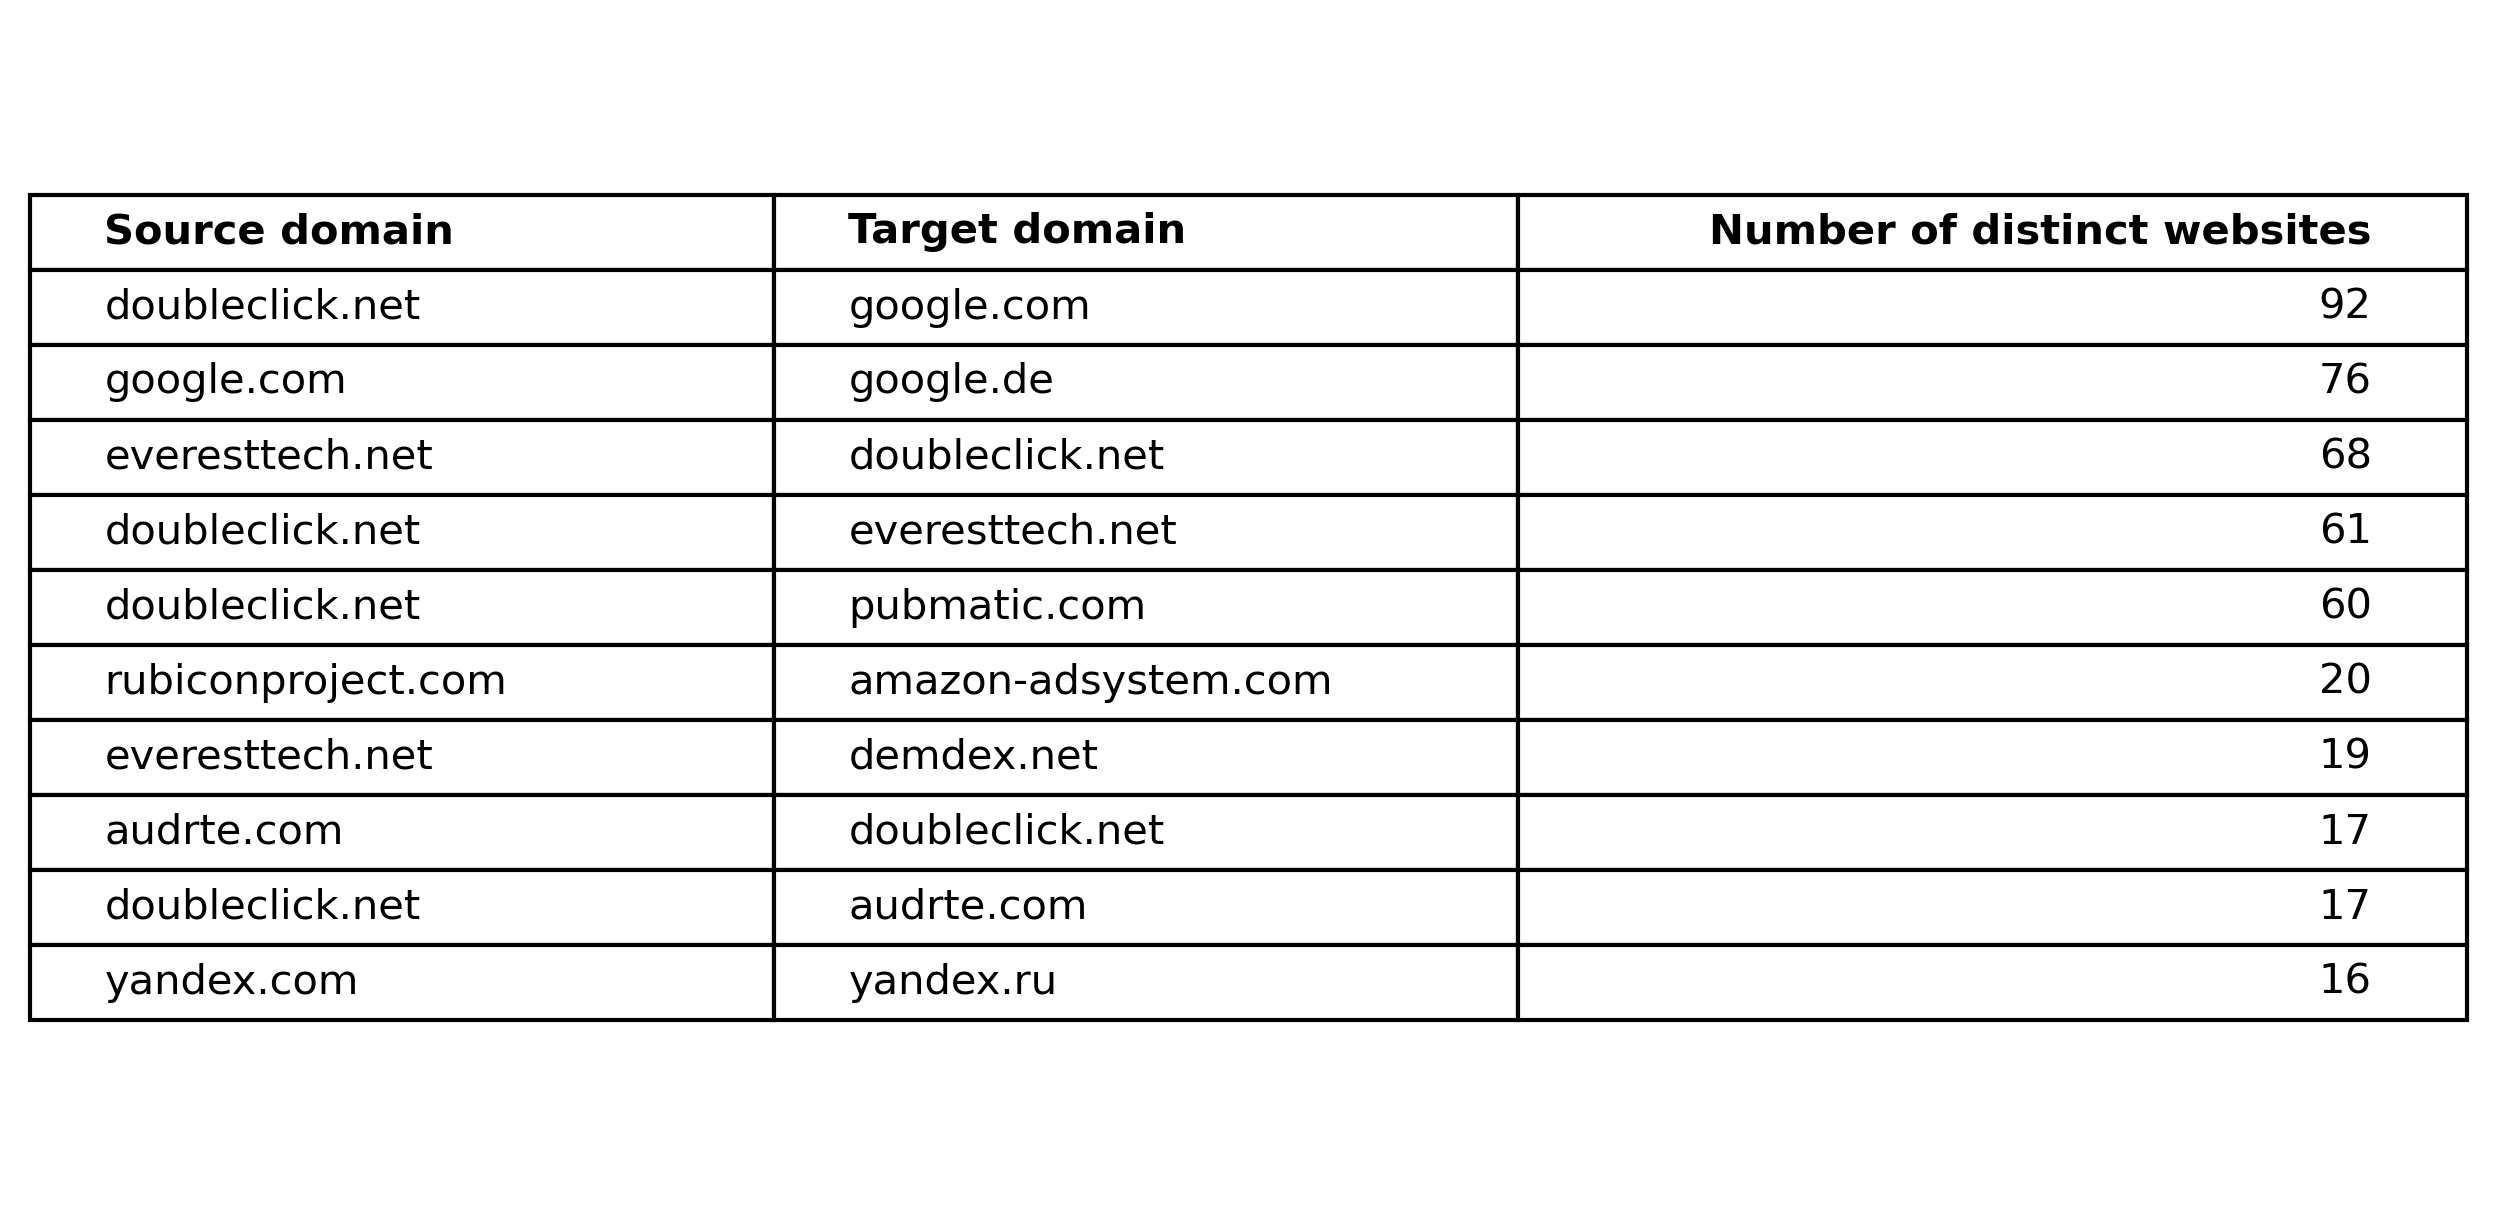 Source domain Target domain Number of distinct websites
doubleclick.net google.com 92
google.com google.de 76
everesttech.net doubleclick.net 68
doubleclick.net everesttech.net 61
doubleclick.net pubmatic.com 60
rubiconproject.com amazon-adsystem.com 20
everesttech.net demdex.net 19
audrte.com doubleclick.net 17
doubleclick.net audrte.com 17
yandex.com yandex.ru 16